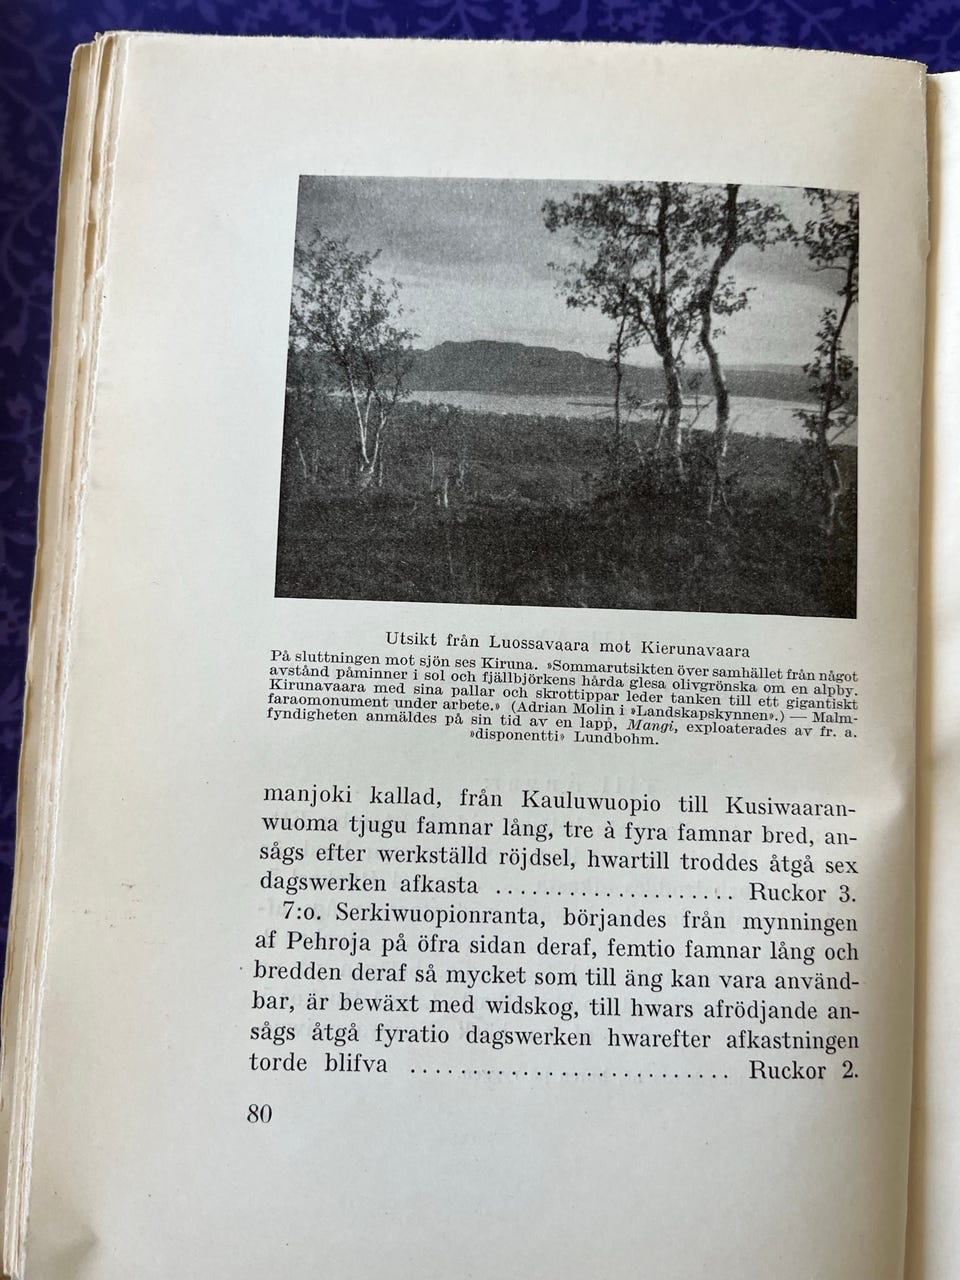 Utsikt från Luossavaara mot Kierunavaara
På sluttningen mot sjön ses Kiruna. »Sommarutsikten över samhället från något
avstånd påminner i sol och fjällbjörkens hårda glesa olivgrönska om en alpby.
Kirunavaara med sina pallar och skrottippar leder tanken till ett gigantiskt
faraomonument under arbete.» (Adrian Molin i »Landskapskynnen».) — Malm-
fyndigheten anmäldes på sin tid av en lapp, Mangi, exploaterades av fr. a.
»disponentti» Lundbohm.
manjoki kallad, från Kauluwuopio till Kusiwaaran-
wuoma tjugu famnar lång, tre à fyra famnar bred, an-
sågs efter werkställd röjdsel, hwartill troddes åtgå sex
dagswerken afkasta ................... Ruckor 3.
7:o. Serkiwuopionranta, börjandes från mynningen
af Pehroja på öfra sidan deraf, femtio famnar lång och
bredden deraf så mycket som till äng kan vara använd-
bar, är bewäxt med widskog, till hwars afrödjande an-
sågs åtgå fyratio dagswerken hwarefter afkastningen
torde blifva .......................... Ruckor 2.
80